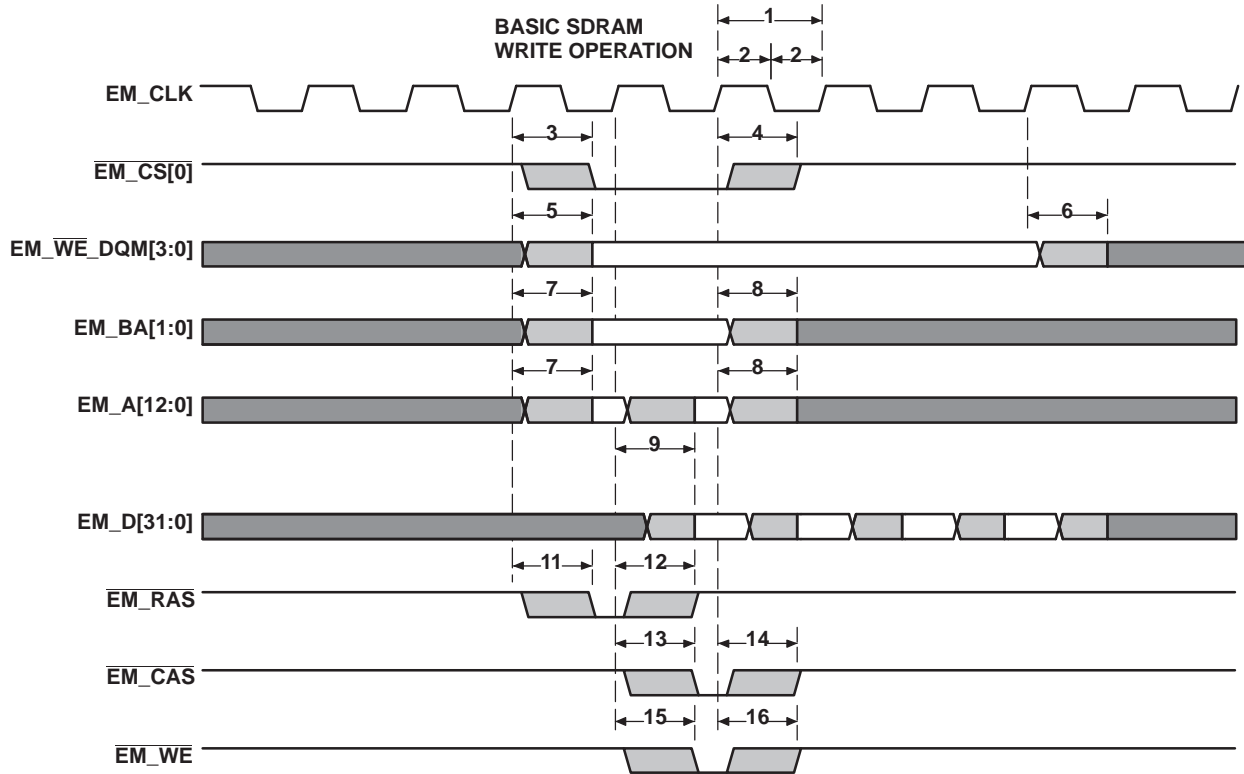 BASIC SDRAM
WRITE OPERATION
1
2 2
EM_CLK
3 4
EM_CS[0]
5 6
EM_WE_DQM[3:0]
7 8
EM_BA[1:0]
7 8
EM_A[12:0]
9
EM_D[31:0]
11 12
EM_RAS
13 14
EM_CAS
15 16
EM_WE